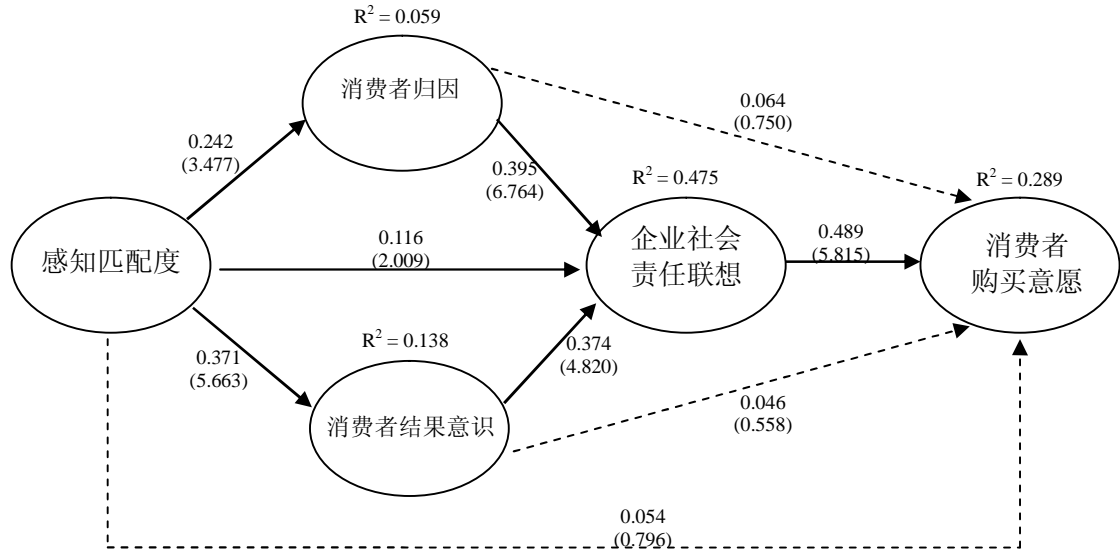 R² = 0.059
消费者归因
0.064
(0.750)
0.242
(3.477)
0.395
(6.764)
R² = 0.475
R² = 0.289
感知匹配度
0.116
(2.009)
企业社会
责任联想
0.489
(5.815)
消费者
购买意愿
R² = 0.138
0.371
(5.663)
0.374
(4.820)
消费者结果意识
0.046
(0.558)
0.054
(0.796)